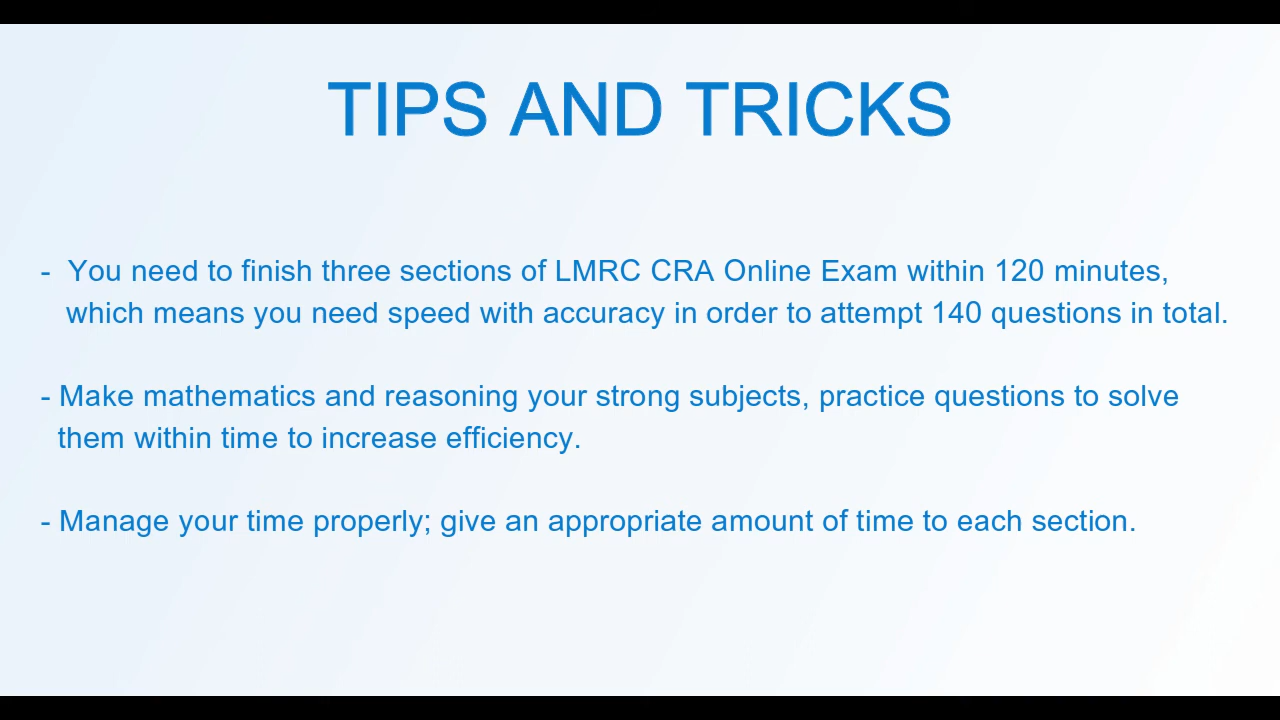 TIPS AND TRICKS
- You need to finish three sections of LMRC CRA Online Exam within 120 minutes,
which means you need speed with accuracy in order to attempt 140 questions in total.
- Make mathematics and reasoning your strong subjects, practice questions to solve
them within time to increase efficiency.
- Manage your time properly; give an appropriate amount of time to each section.